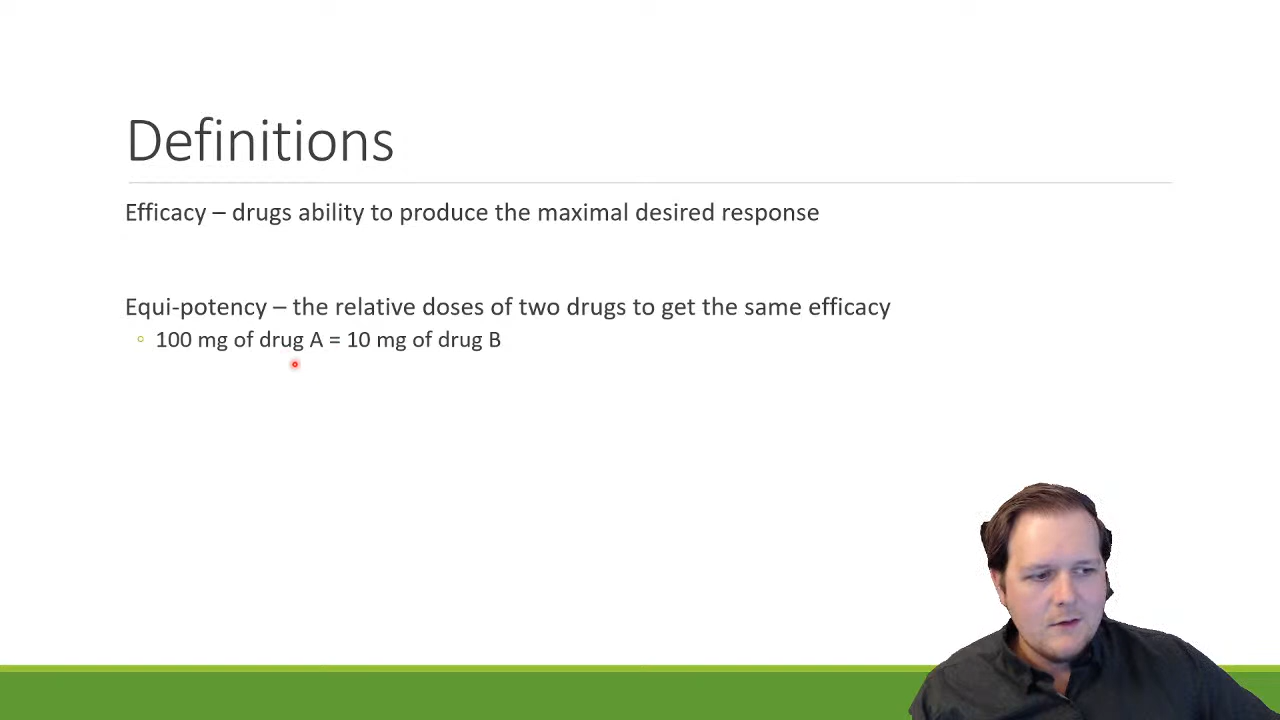 Definitions
Efficacy – drugs ability to produce the maximal desired response
Equi-potency – the relative doses of two drugs to get the same efficacy
100 mg of drug A = 10 mg of drug B